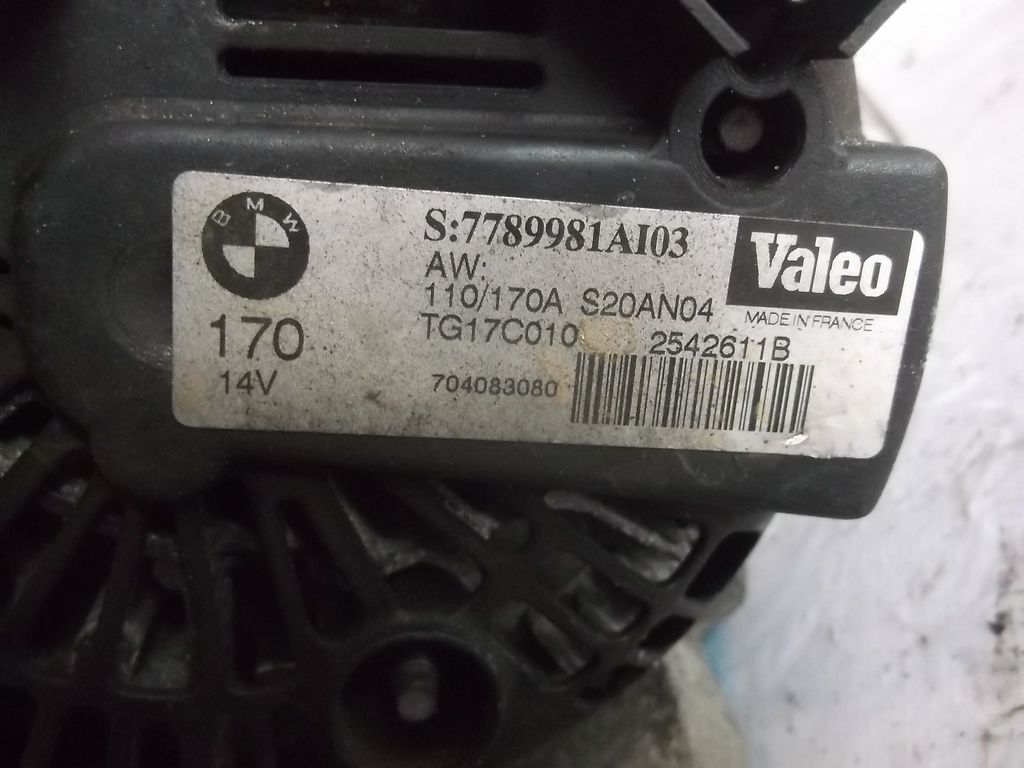 BMW
170
14V
S:7789981AI03
AW:
110/170A S20AN04
TG17C010 2542611B
704083080
Valeo
MADE IN FRANCE